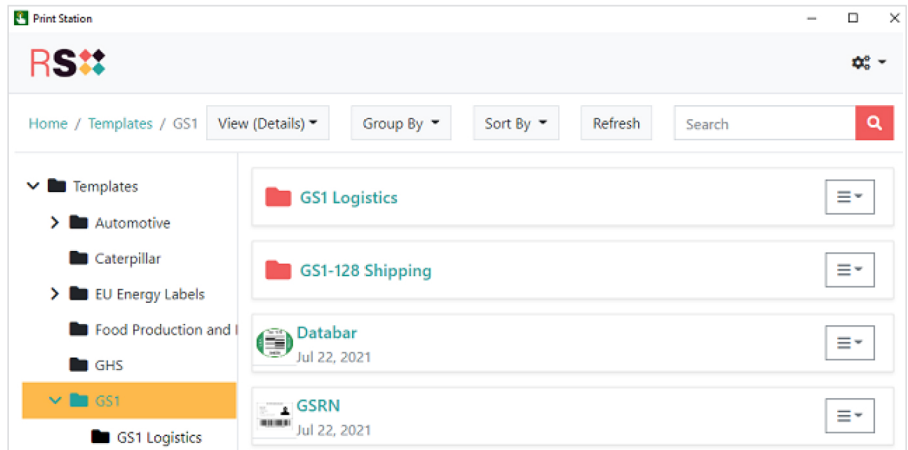 Print Station
RS
Home / Templates / GS1 View (Details) Group By Sort By Refresh Search
Templates
Automotive
Caterpillar
EU Energy Labels
Food Production and
GHS
GS1
GS1 Logistics
GS1 Logistics
GS1-128 Shipping
Databar
Jul 22, 2021
GSRN
Jul 22, 2021